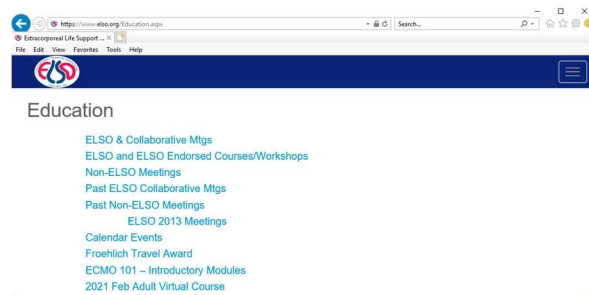 https://www.elso.org/Education.aspx
Search...
Extracorporeal Life Support ...
File Edit View Favorites Tools Help
ELSO
Education
ELSO & Collaborative Mtgs
ELSO and ELSO Endorsed Courses/Workshops
Non-ELSO Meetings
Past ELSO Collaborative Mtgs
Past Non-ELSO Meetings
ELSO 2013 Meetings
Calendar Events
Froehlich Travel Award
ECMO 101 – Introductory Modules
2021 Feb Adult Virtual Course